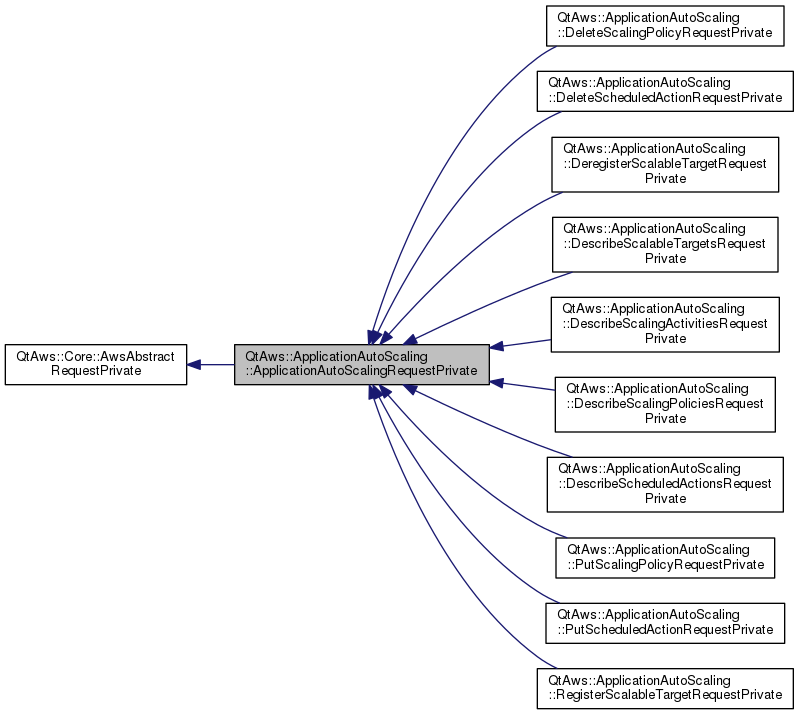 QtAws::ApplicationAutoScaling
::DeleteScalingPolicyRequestPrivate
QtAws::ApplicationAutoScaling
::DeleteScheduledActionRequestPrivate
QtAws::ApplicationAutoScaling
::DeregisterScalableTargetRequest
Private
QtAws::ApplicationAutoScaling
::DescribeScalableTargetsRequest
Private
QtAws::ApplicationAutoScaling
::DescribeScalingActivitiesRequest
Private
QtAws::Core::AwsAbstract
RequestPrivate
QtAws::ApplicationAutoScaling
::ApplicationAutoScalingRequestPrivate
QtAws::ApplicationAutoScaling
::DescribeScalingPoliciesRequest
Private
QtAws::ApplicationAutoScaling
::DescribeScheduledActionsRequest
Private
QtAws::ApplicationAutoScaling
::PutScalingPolicyRequestPrivate
QtAws::ApplicationAutoScaling
::PutScheduledActionRequestPrivate
QtAws::ApplicationAutoScaling
::RegisterScalableTargetRequestPrivate